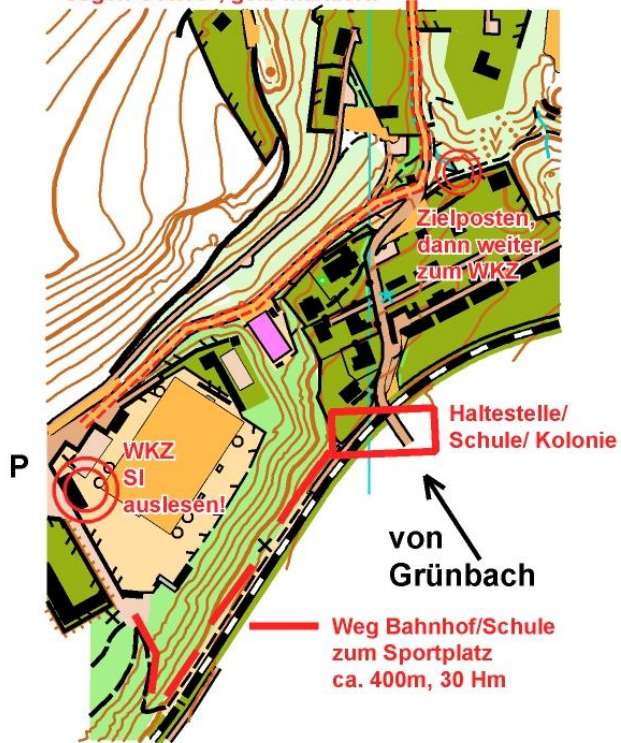 Zielposten,
dann weiter
zum WKZ
Haltestelle/
Schule/ Kolonie
P
WKZ
SI
auslesen!
von
Grünbach
Weg Bahnhof/Schule
zum Sportplatz
ca. 400m, 30 Hm